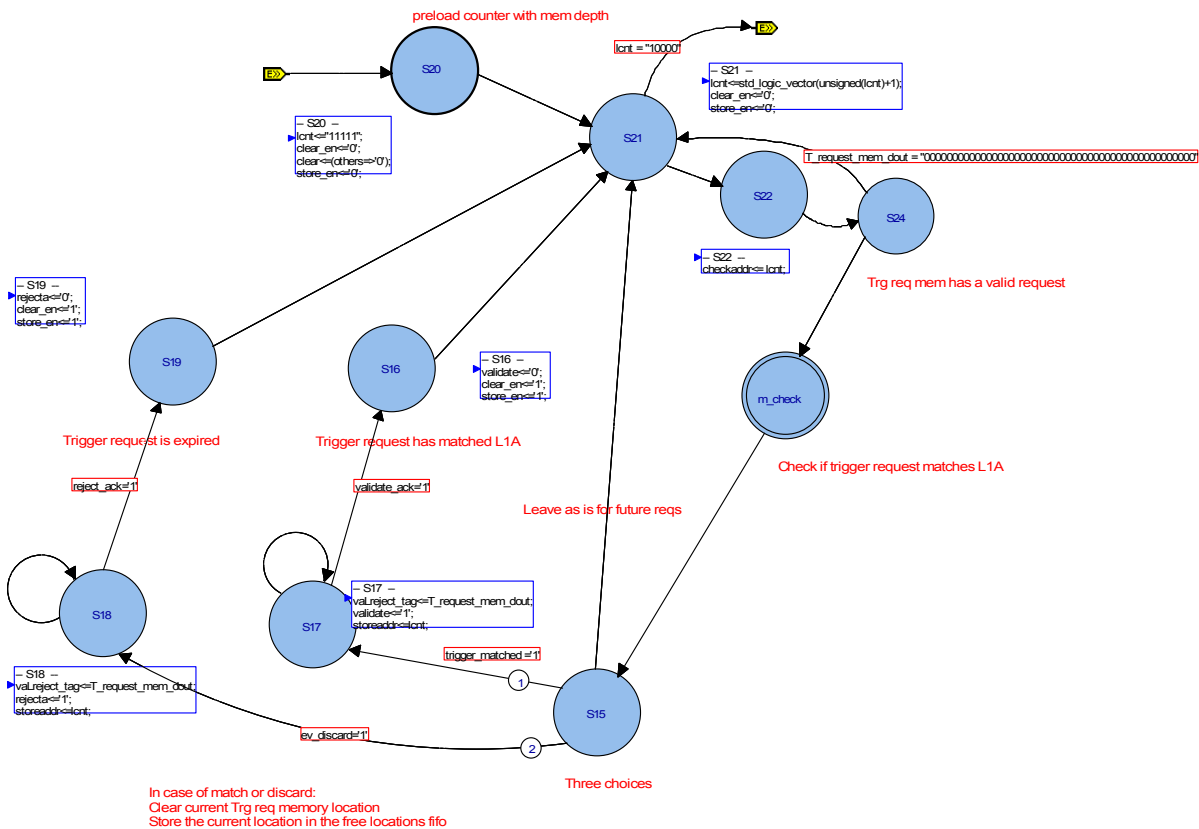 preload counter with mem depth
E
S20
lcnt = "10000"
E
– S20 –
lcnt<="11111";
clear_en<='0';
clear<=(others=>'0');
store_en<='0';
S21
– S21 –
lcnt<=std_logic_vector(unsigned(lcnt)+1);
clear_en<='0';
store_en<='0';
S22
– S22 –
checkaddr<= lcnt;
S24
Trg req mem has a valid request
– S19 –
rejecta<='0';
clear_en<='1';
store_en<='1';
S19
S16
– S16 –
validate<='0';
clear_en<='1';
store_en<='1';
m_check
Trigger request is expired
Trigger request has matched L1A
Check if trigger request matches L1A
reject_ack='1'
validate_ack='1'
Leave as is for future reqs
S18
S17
– S17 –
val_reject_tag<=T_request_mem_dout;
validate<='1';
storeaddr<=lcnt;
trigger_matched ='1'
1
– S18 –
val_reject_tag<=T_request_mem_dout;
rejecta<='1';
storeaddr<=lcnt;
S15
ev_discard='1'
2
Three choices
In case of match or discard:
Clear current Trg req memory location
Store the current location in the free locations fifo